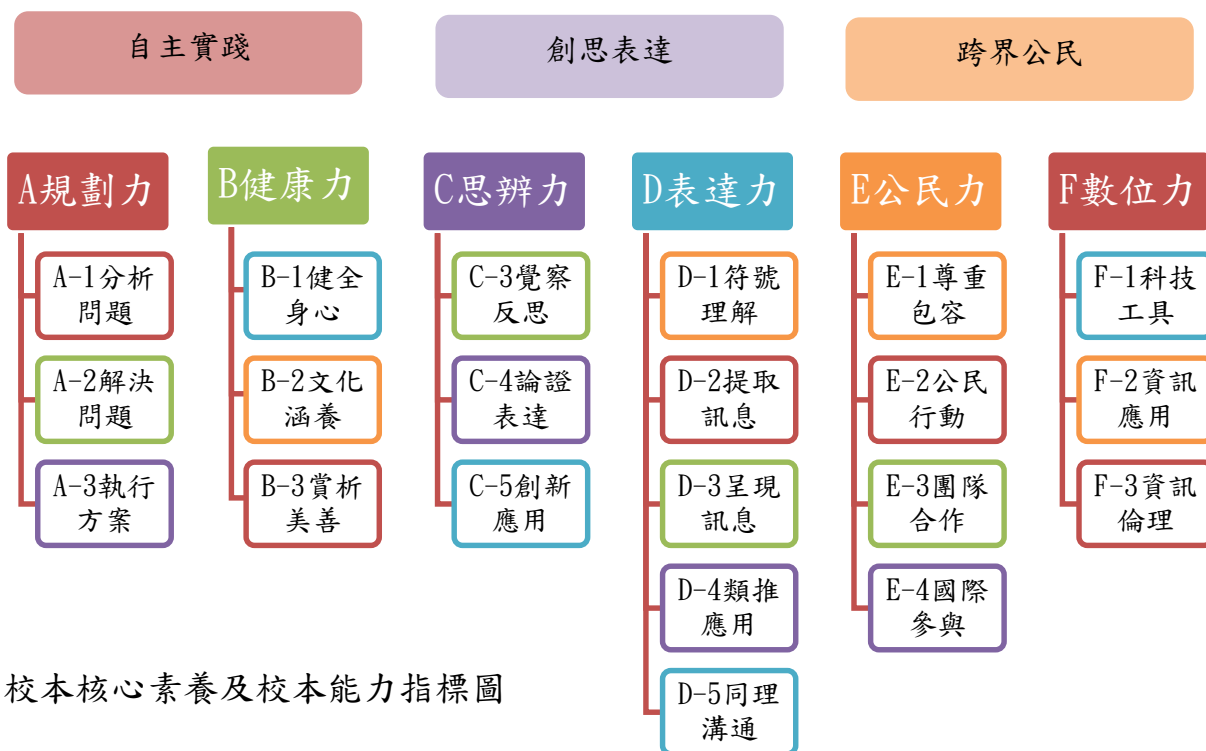 自主實踐
創思表達
跨界公民
A規劃力
B健康力
C思辨力
D表達力
E公民力
F數位力
A-1分析
問題
A-2解決
問題
A-3執行
方案
B-1健全
身心
B-2文化
涵養
B-3賞析
美善
C-3覺察
反思
C-4論證
表達
C-5創新
應用
D-1符號
理解
D-2提取
訊息
D-3呈現
訊息
D-4類推
應用
D-5同理
溝通
E-1尊重
包容
E-2公民
行動
E-3團隊
合作
E-4國際
參與
F-1科技
工具
F-2資訊
應用
F-3資訊
倫理
校本核心素養及校本能力指標圖